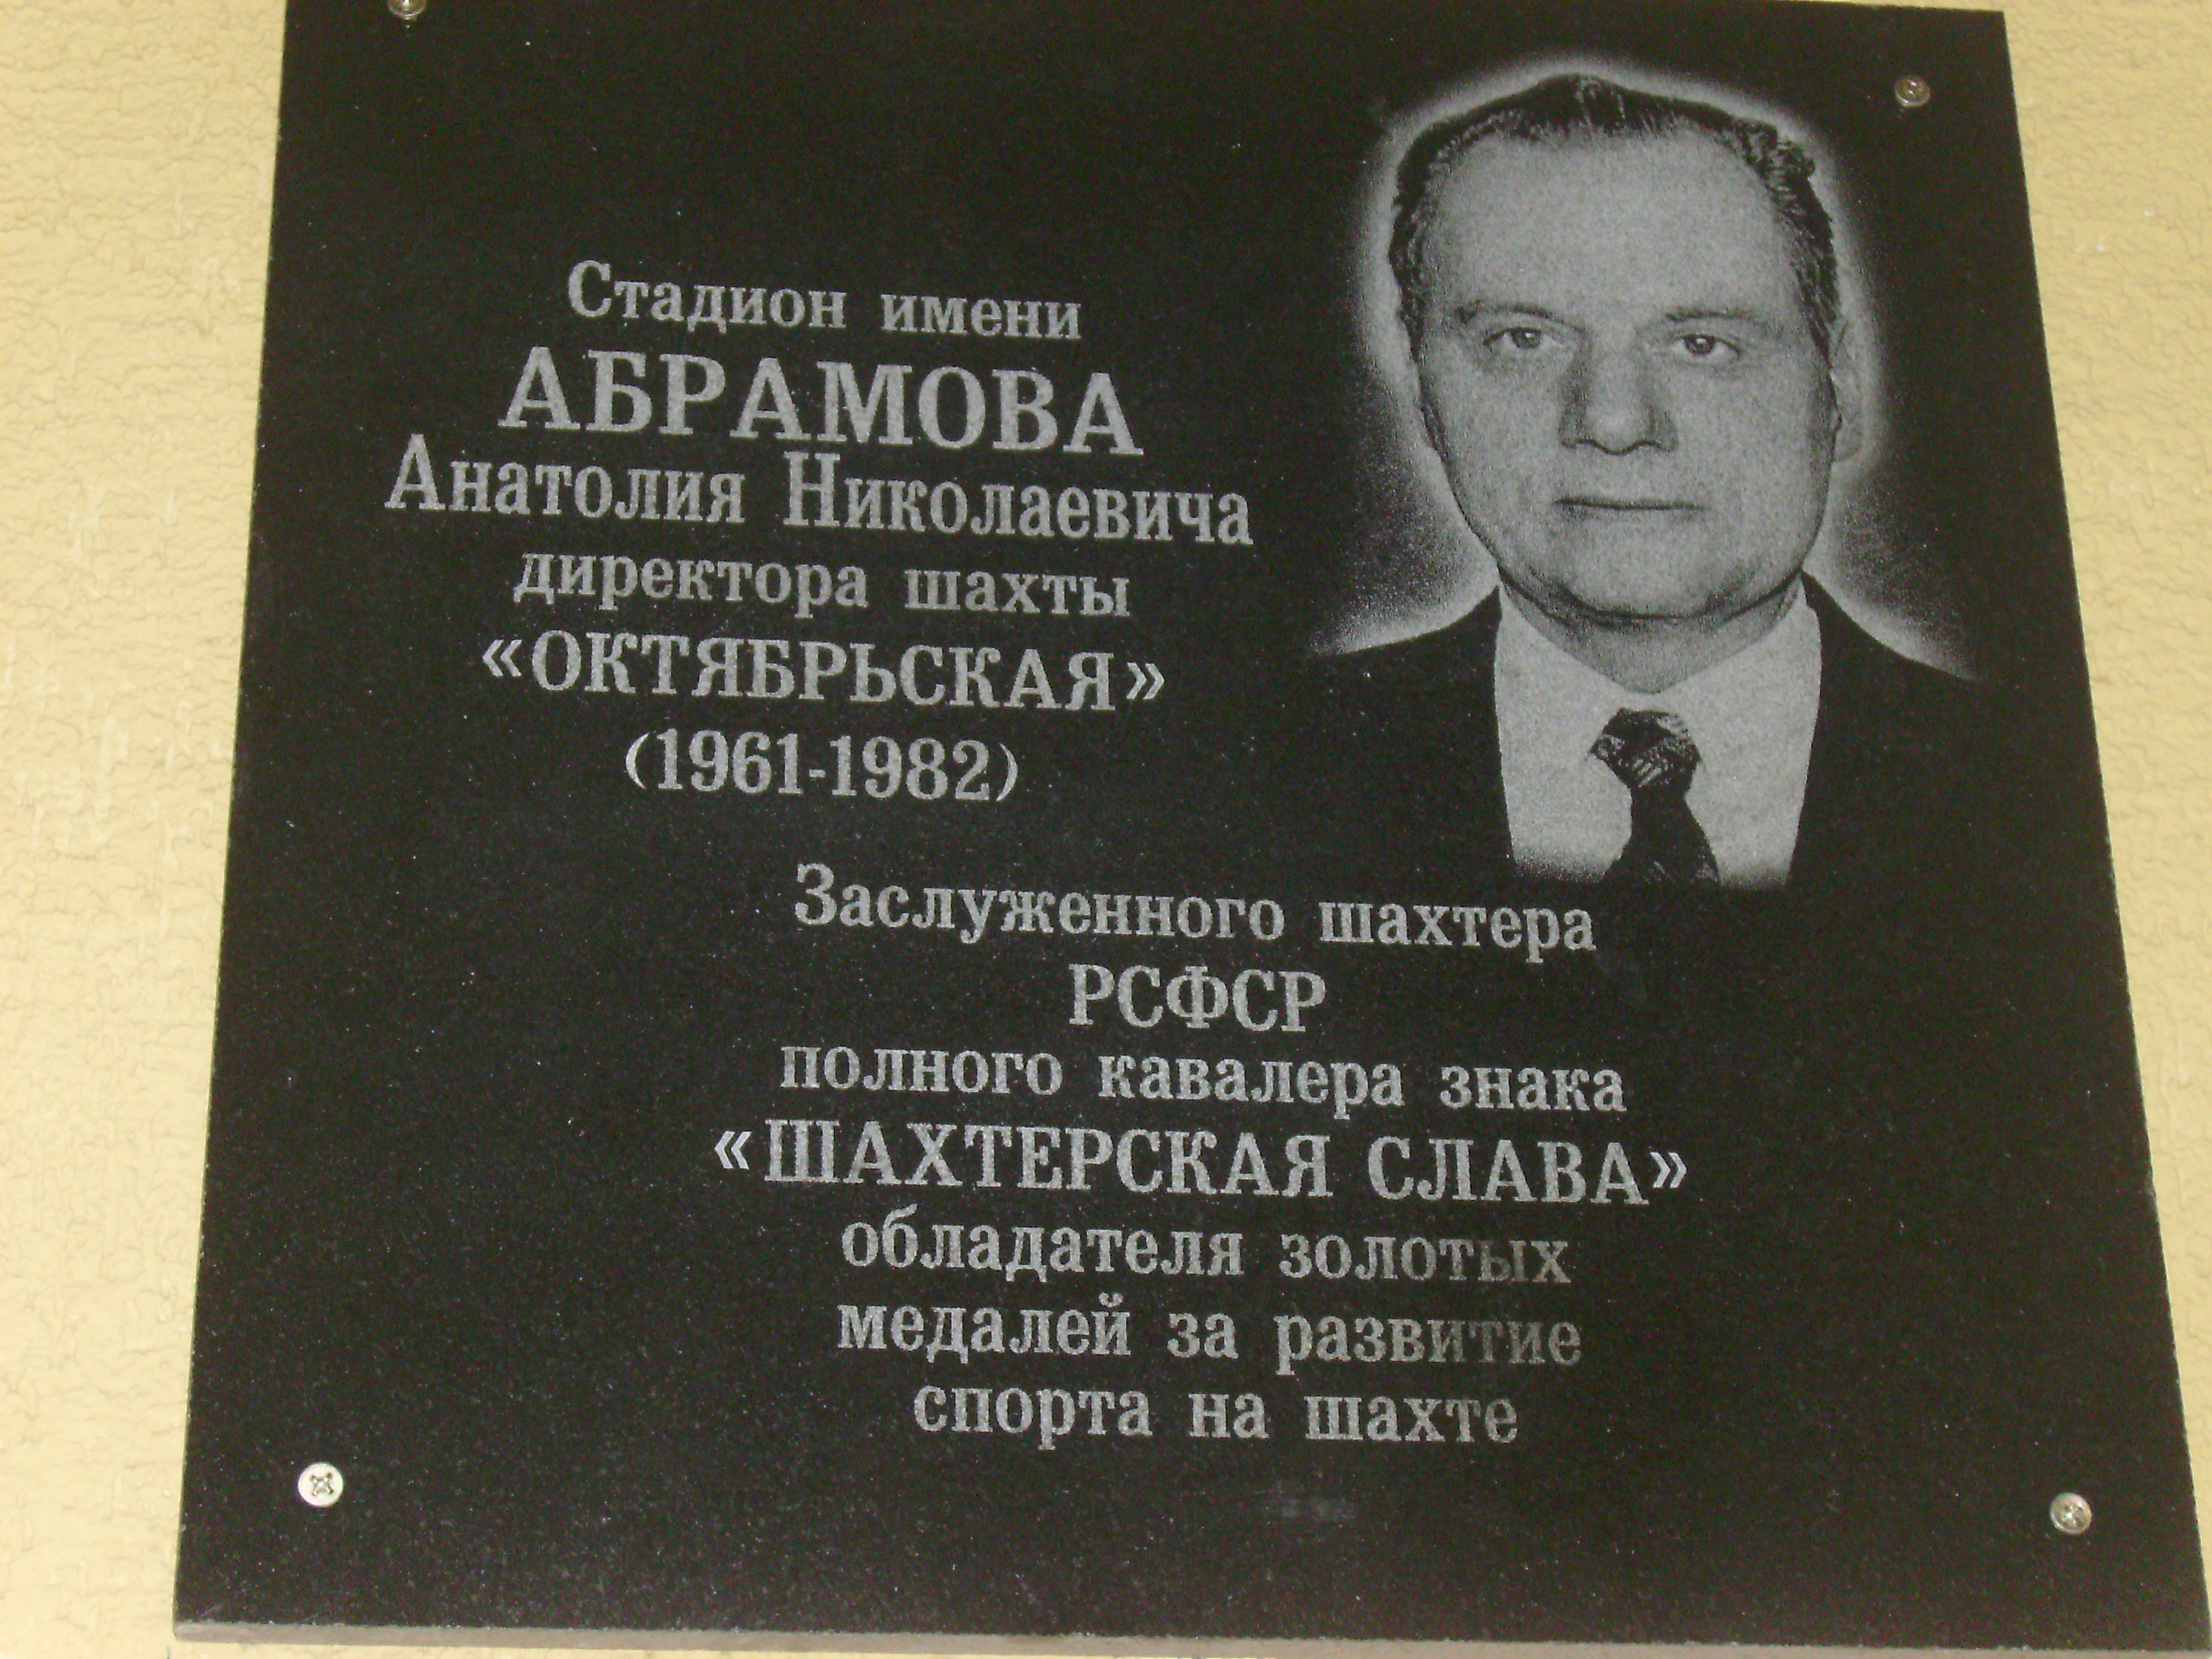 Стадион имени
АБРАМОВА
Анатолия Николаевича
директора шахты
«ОКТЯБРЬСКАЯ»
(1961-1982)
Заслуженного шахтера
РСФСР
полного кавалера знака
«ШАХТЕРСКАЯ СЛАВА»
обладателя золотых
медалей за развитие
спорта на шахте